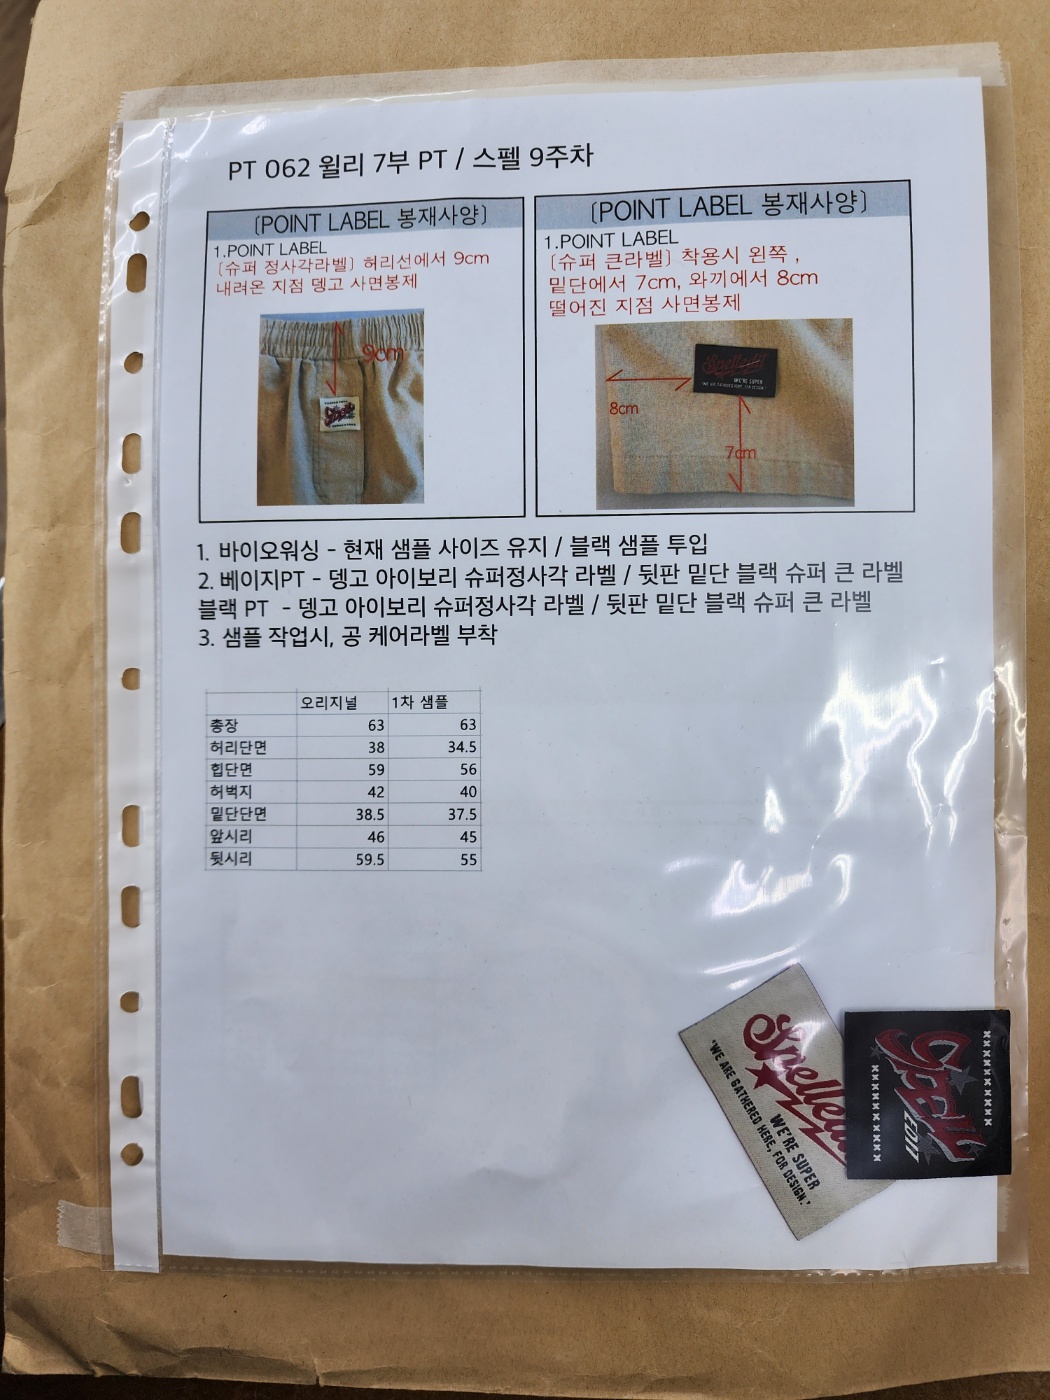 PT 062 윌리 7부 PT / 스펠 9주차
[POINT LABEL 봉재사양]
1.POINT LABEL
[슈퍼 정사각라벨] 허리선에서 9cm
내려온 지점 뎅고 사면봉제
9cm
[POINT LABEL 봉재사양]
1.POINT LABEL
[슈퍼 큰라벨] 착용시 왼쪽 ,
밑단에서 7cm, 와끼에서 8cm
떨어진 지점 사면봉제
WE'RE SUPER
8cm
7cm
1. 바이오워싱 - 현재 샘플 사이즈 유지 / 블랙 샘플 투입
2. 베이지PT - 뎅고 아이보리 슈퍼정사각 라벨 / 뒷판 밑단 블랙 슈퍼 큰 라벨
블랙 PT - 뎅고 아이보리 슈퍼정사각 라벨 / 뒷판 밑단 블랙 슈퍼 큰 라벨
3. 샘플 작업시, 공 케어라벨 부착
오리지널 1차 샘플
총장 63 63
허리단면 38 34.5
힙단면 59 56
허벅지 42 40
밑단단면 38.5 37.5
앞시리 46 45
뒷시리 59.5 55
WE'RE SUPER
"WE ARE GATHERED HERE, FOR DESIGN."
xxxxxxxxxx
Spell
EDIT
xxxxxxxxxx